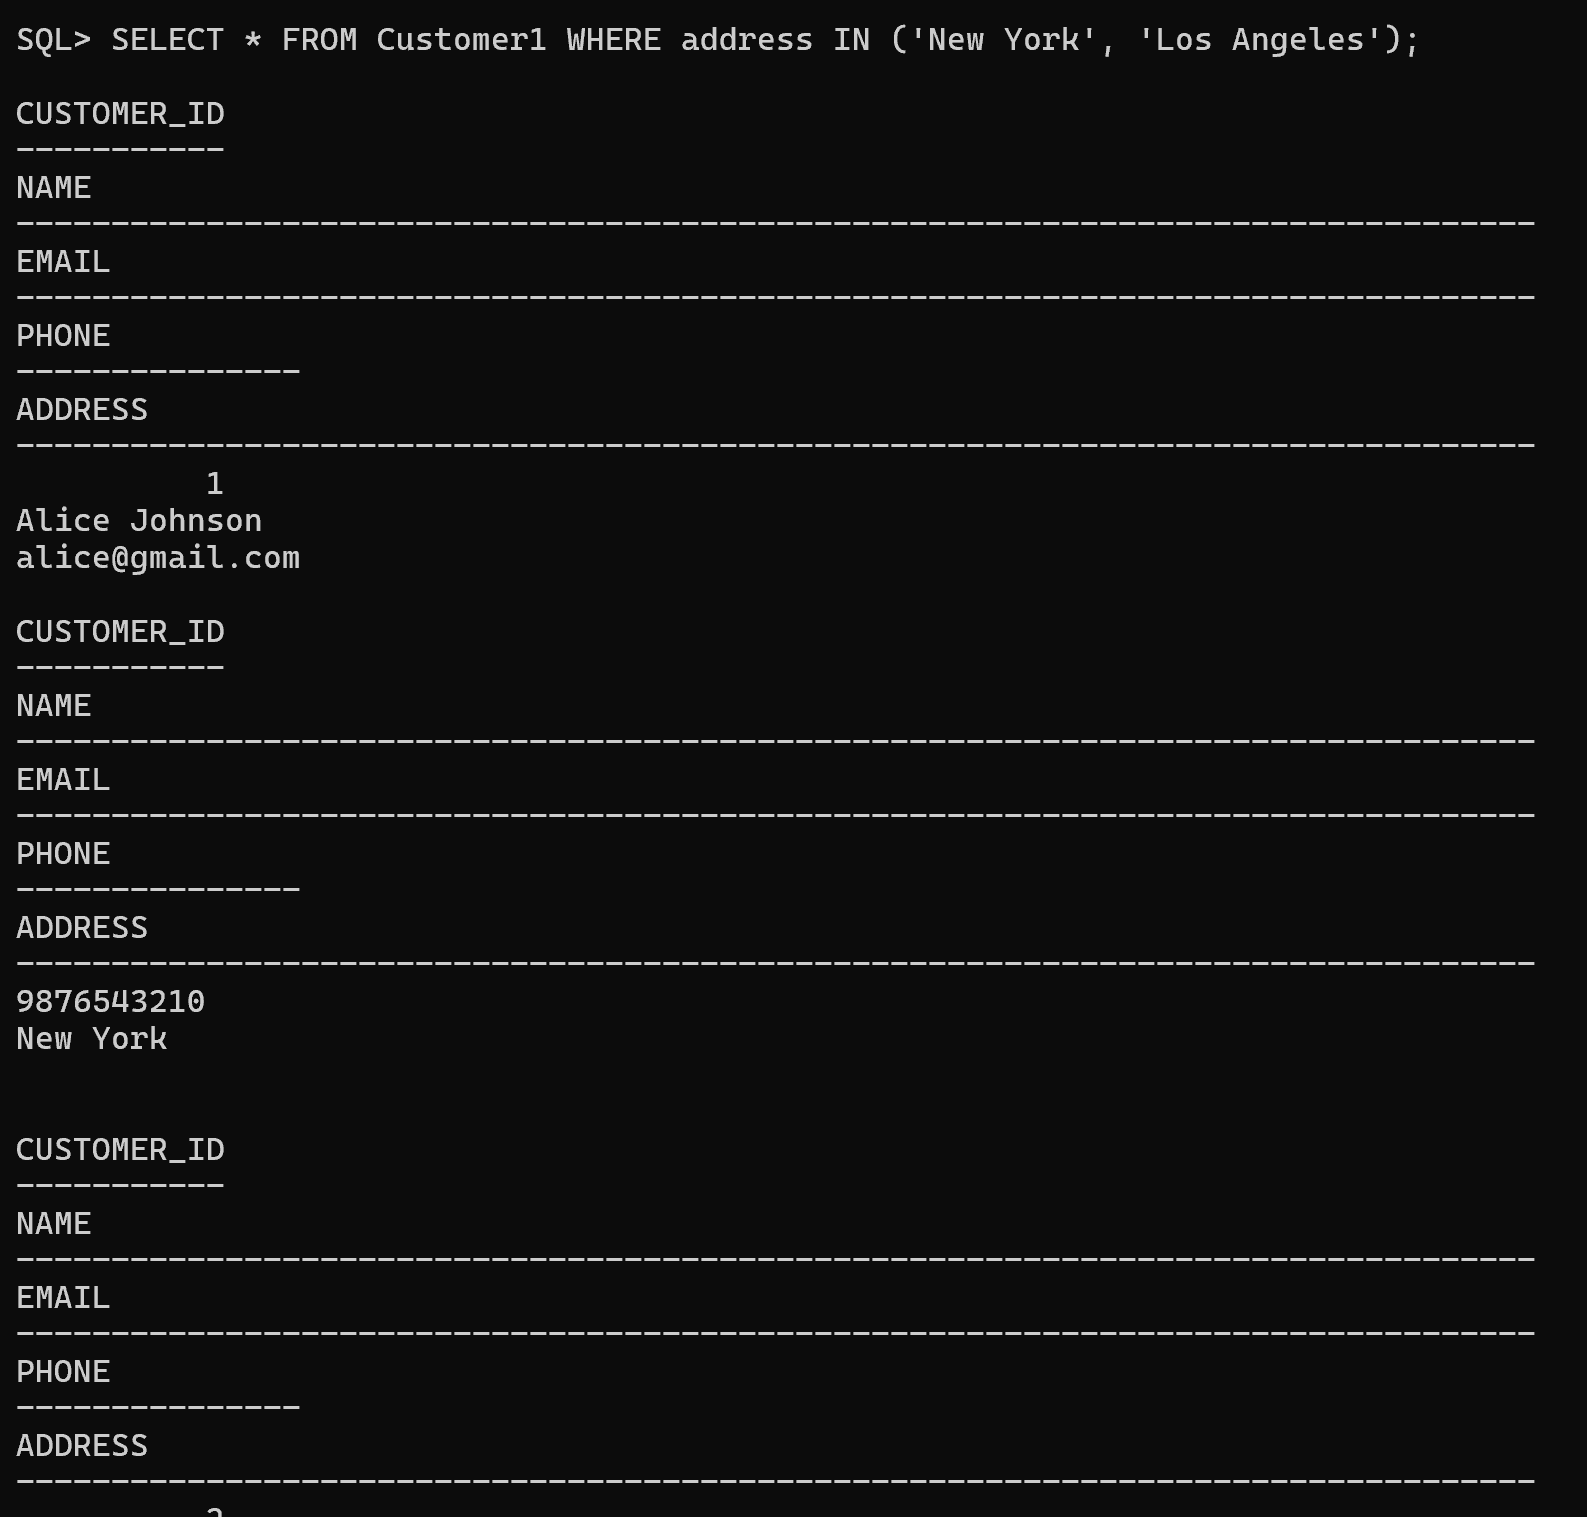 SQL> SELECT * FROM Customer1 WHERE address IN ('New York', 'Los Angeles');
CUSTOMER_ID
-----------
NAME
--------------------------------------------------------------------------------
EMAIL
--------------------------------------------------------------------------------
PHONE
---------------
ADDRESS
--------------------------------------------------------------------------------
1
Alice Johnson
alice@gmail.com
CUSTOMER_ID
-----------
NAME
--------------------------------------------------------------------------------
EMAIL
--------------------------------------------------------------------------------
PHONE
---------------
ADDRESS
--------------------------------------------------------------------------------
9876543210
New York
CUSTOMER_ID
-----------
NAME
--------------------------------------------------------------------------------
EMAIL
--------------------------------------------------------------------------------
PHONE
---------------
ADDRESS
--------------------------------------------------------------------------------